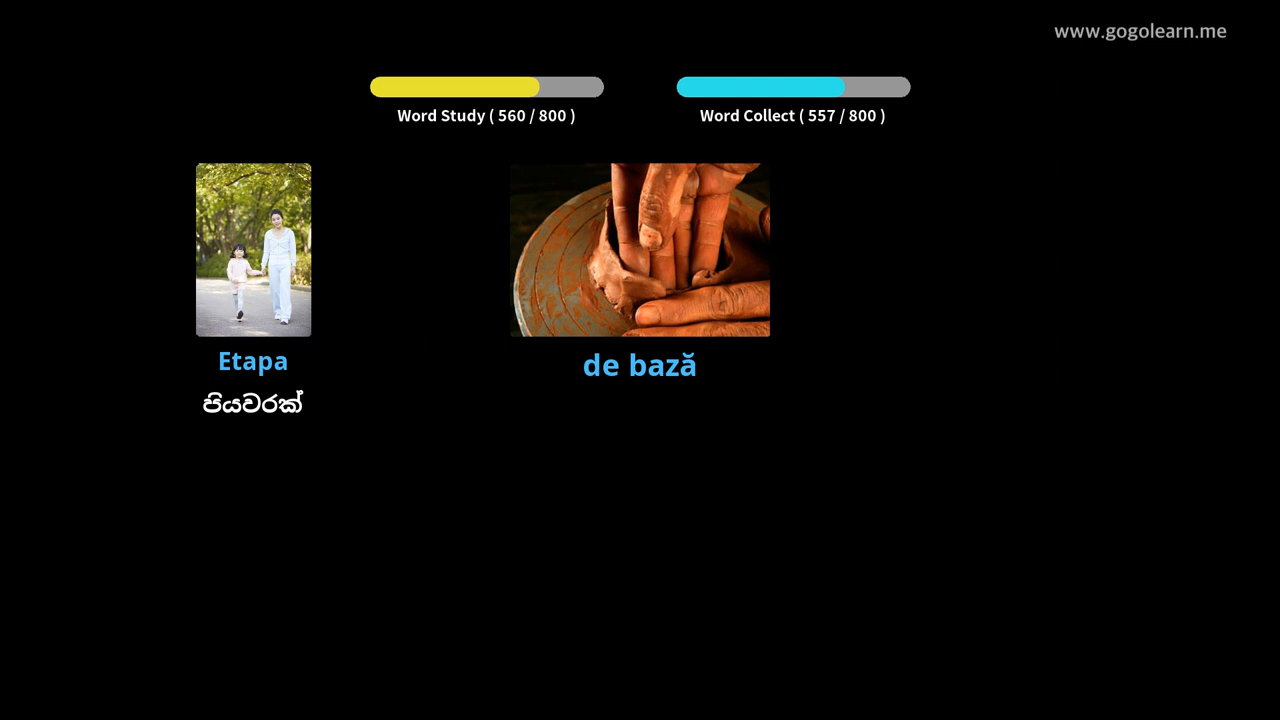 www.gogolearn.me
Word Study ( 560 / 800 )
Word Collect ( 557 / 800 )
Etapa
පියවරක්
de bază